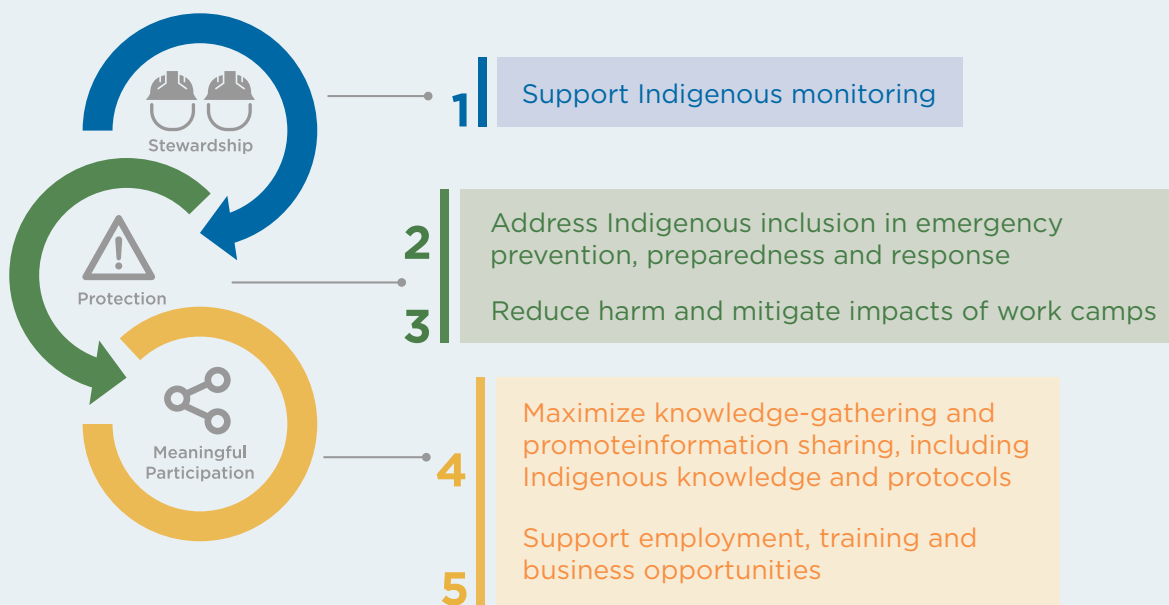 Stewardship
1
Support Indigenous monitoring
Protection
2
Address Indigenous inclusion in emergency
prevention, preparedness and response
3
Reduce harm and mitigate impacts of work camps
Meaningful
Participation
4
Maximize knowledge-gathering and
promoteinformation sharing, including
Indigenous knowledge and protocols
5
Support employment, training and
business opportunities